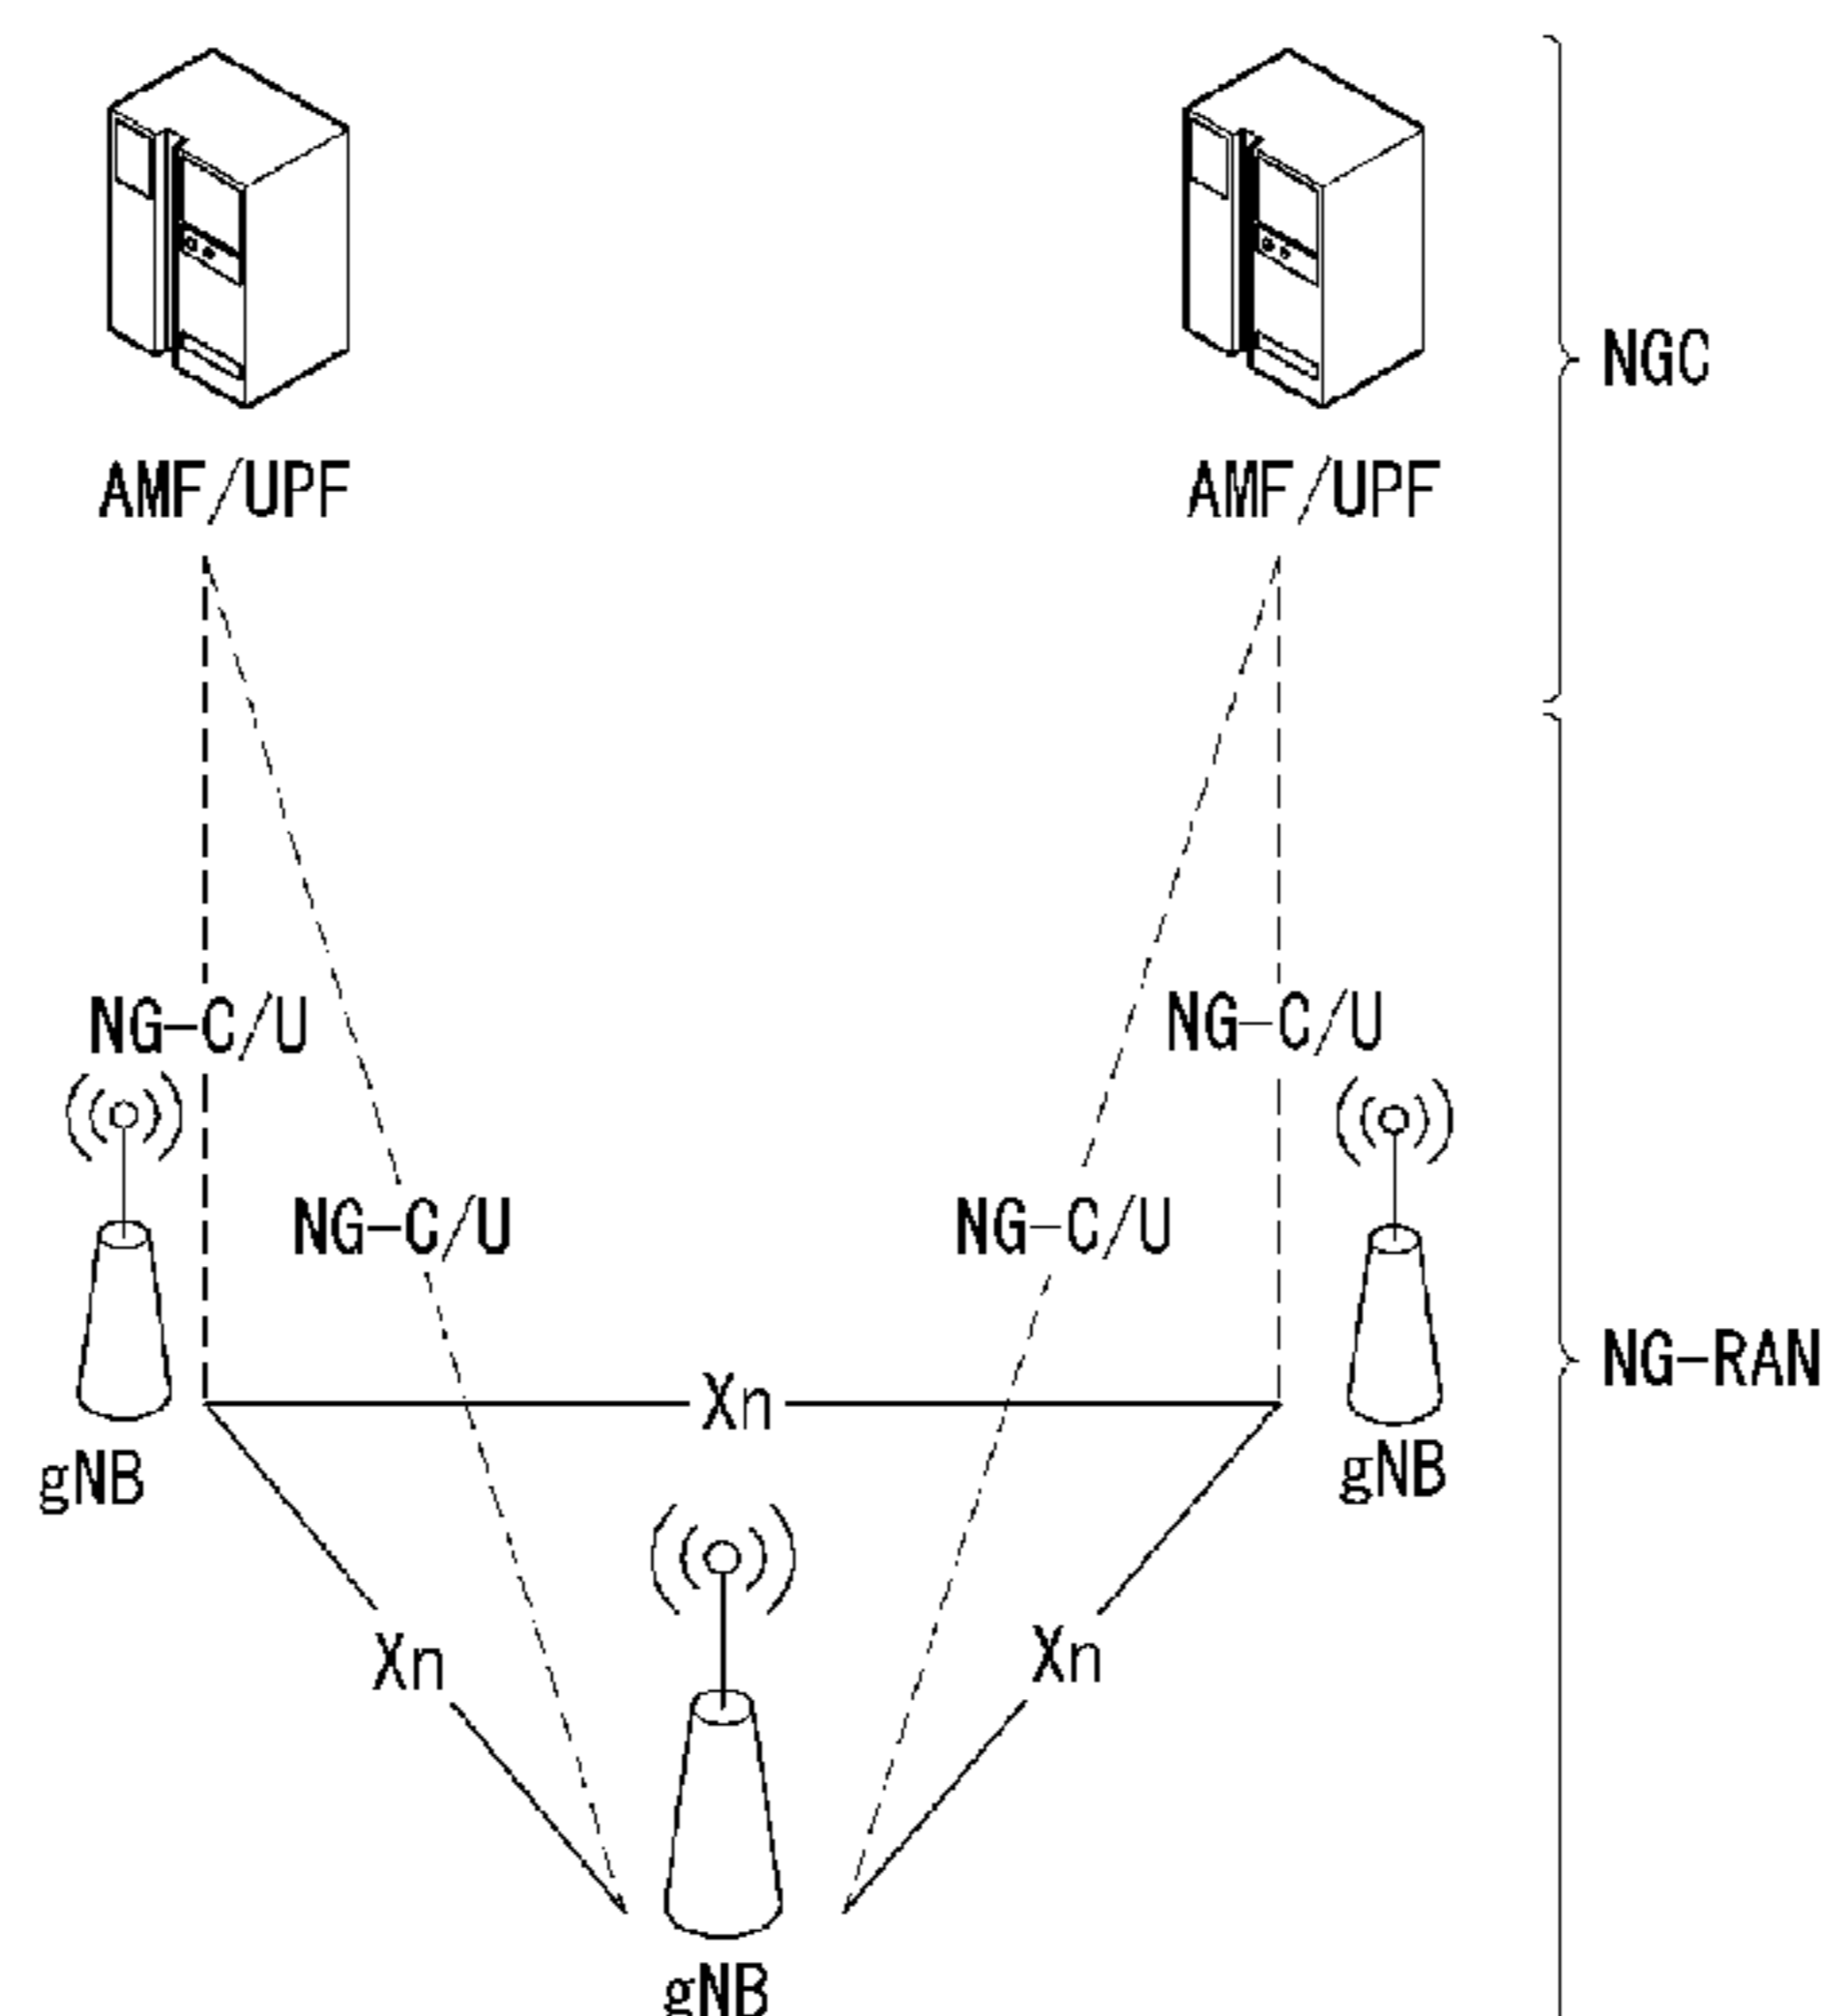 NGC
AMF/UPF
AMF/UPF
NG-C/U
NG-C/U
NG-C/U
NG-C/U
NG-RAN
Xn
gNB
gNB
Xn
Xn
gNB